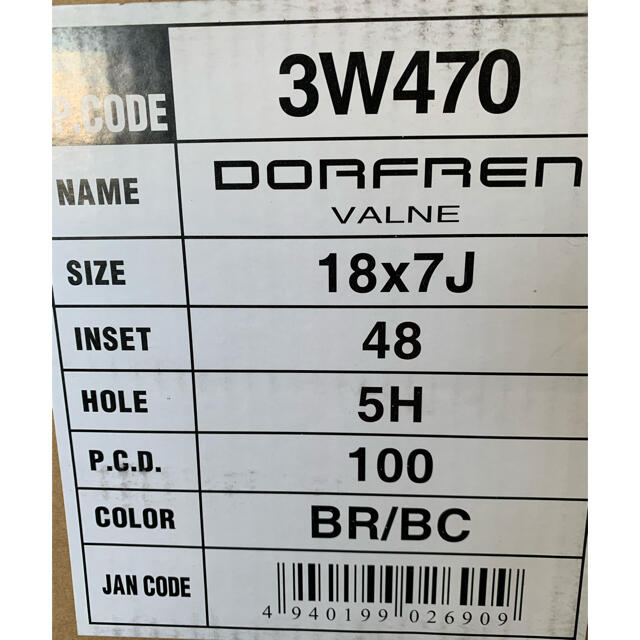 P.CODE 3W470
NAME DORFREN
VALNE
SIZE 18x7J
INSET 48
HOLE 5H
P.C.D. 100
COLOR BR/BC
JAN CODE
4 940199 026909